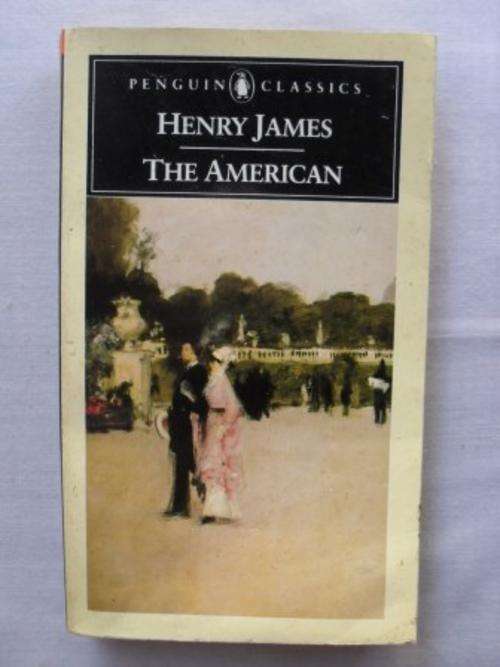 PENGUIN CLASSICS
HENRY JAMES
THE AMERICAN